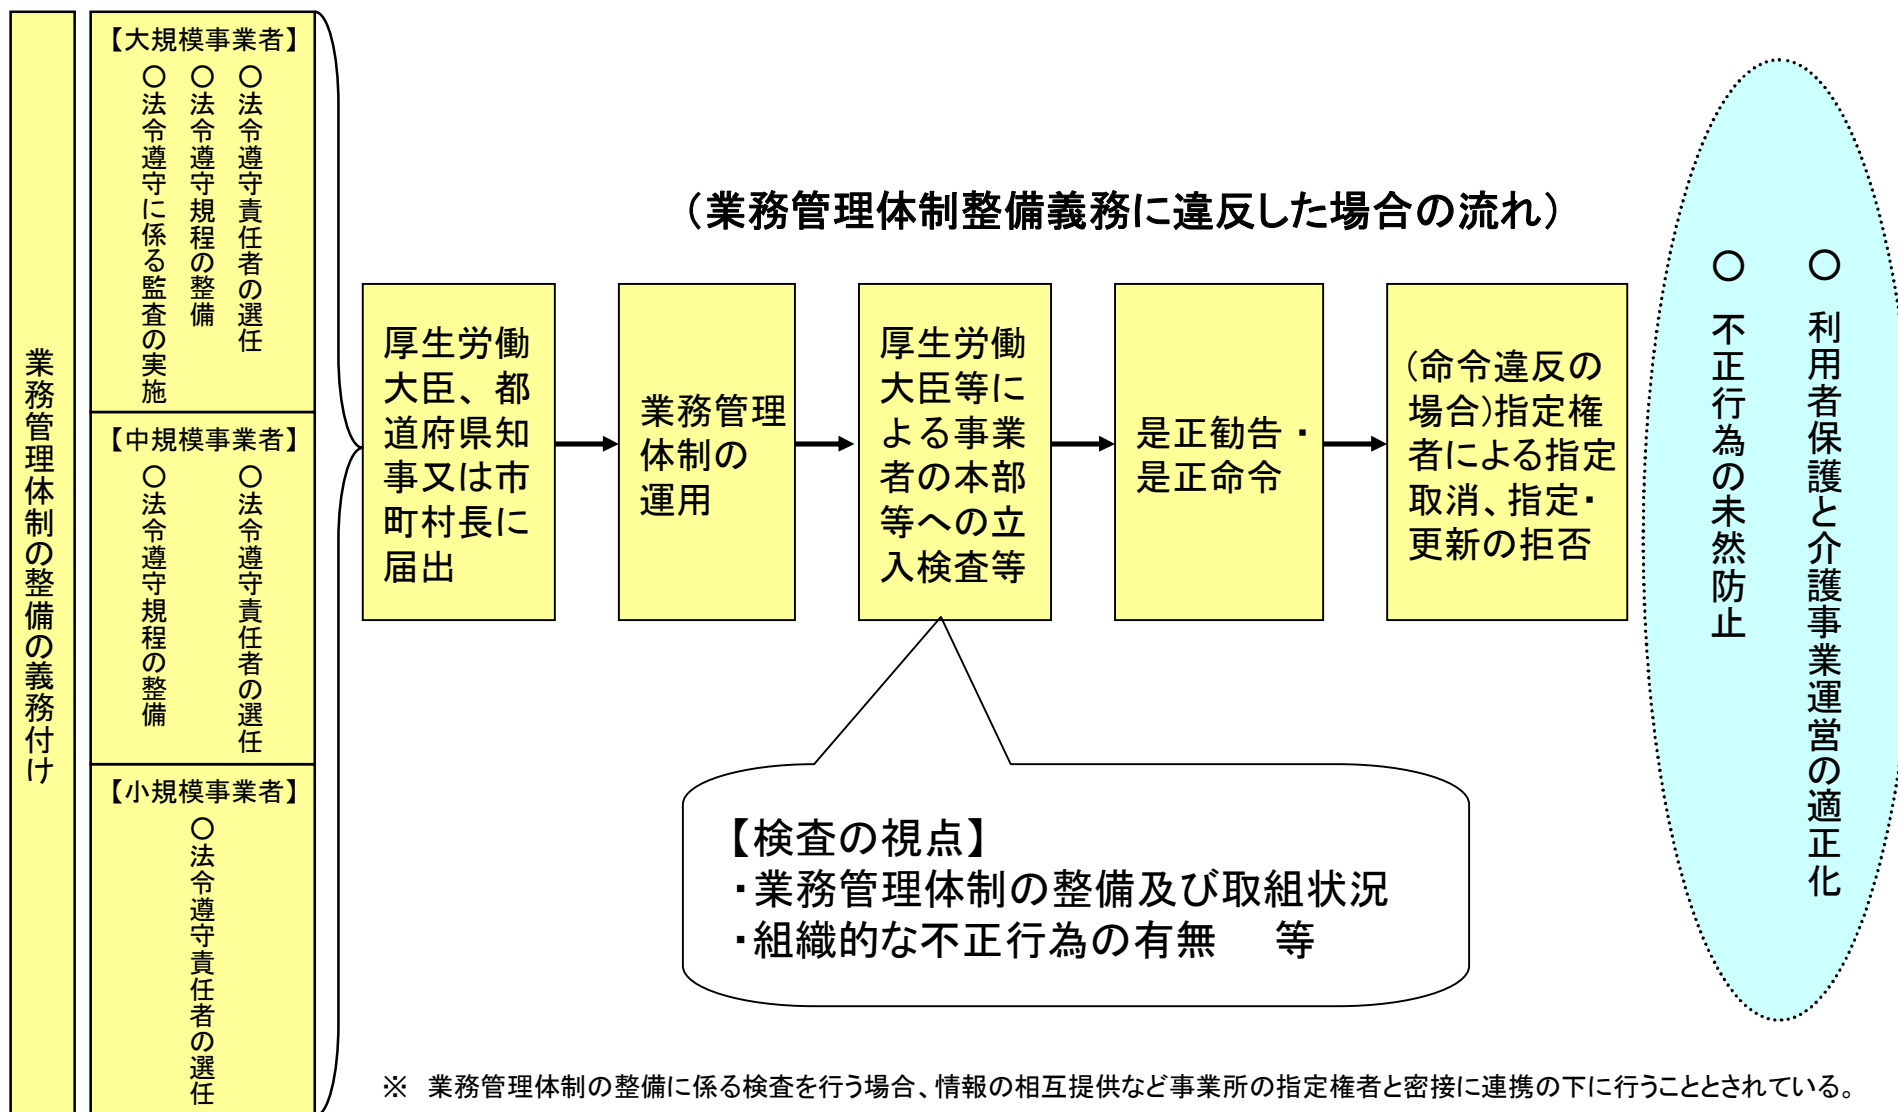 業務管理体制の整備の義務付け
【大規模事業者】
○法令遵守責任者の選任
○法令遵守規程の整備
○法令遵守に係る監査の実施
【中規模事業者】
○法令遵守責任者の選任
○法令遵守規程の整備
【小規模事業者】
○法令遵守責任者の選任
（業務管理体制整備義務に違反した場合の流れ）
厚生労働
大臣、都
道府県知
事又は市
町村長に
届出
業務管理
体制の
運用
厚生労働
大臣等に
よる事業
者の本部
等への立
入検査等
是正勧告・
是正命令
(命令違反の
場合)指定権
者による指定
取消、指定・
更新の拒否
【検査の視点】
・業務管理体制の整備及び取組状況
・組織的な不正行為の有無　等
○ 利用者保護と介護事業運営の適正化
○ 不正行為の未然防止
※　業務管理体制の整備に係る検査を行う場合、情報の相互提供など事業所の指定権者と密接に連携の下に行うこととされている。